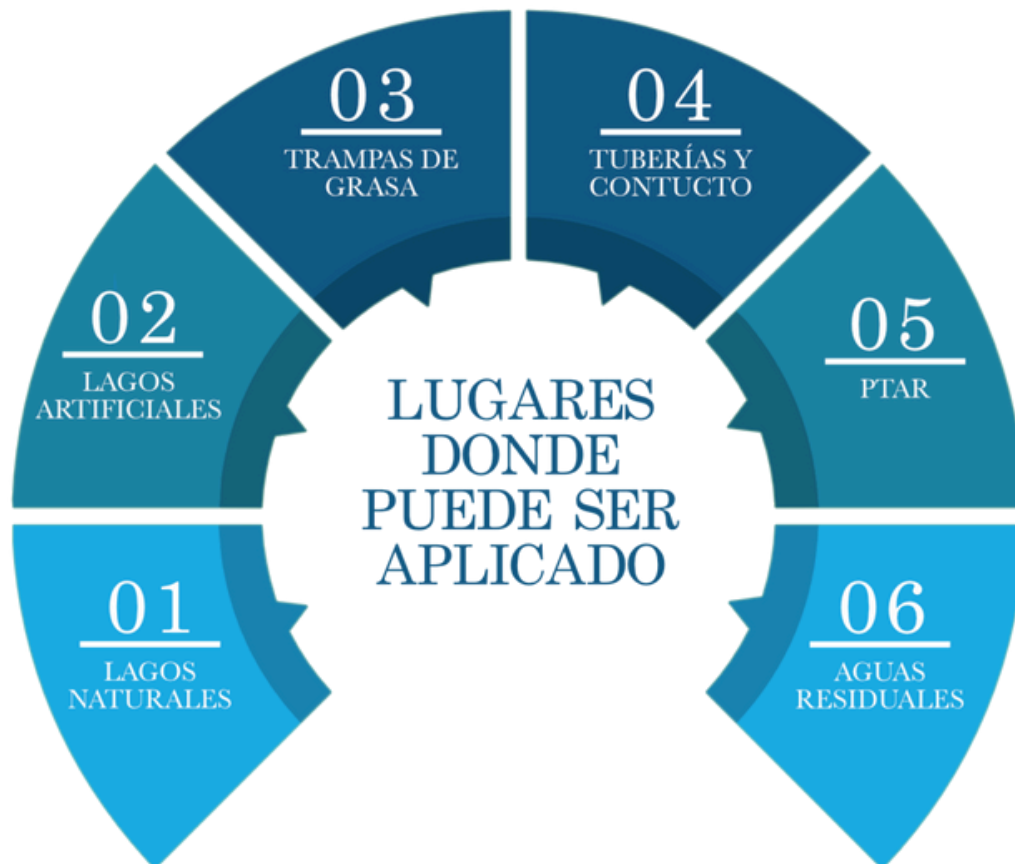 LUGARES
DONDE
PUEDE SER
APLICADO
01
LAGOS
NATURALES
02
LAGOS
ARTIFICIALES
03
TRAMPAS DE
GRASA
04
TUBERÍAS Y
CONTUCTO
05
PTAR
06
AGUAS
RESIDUALES